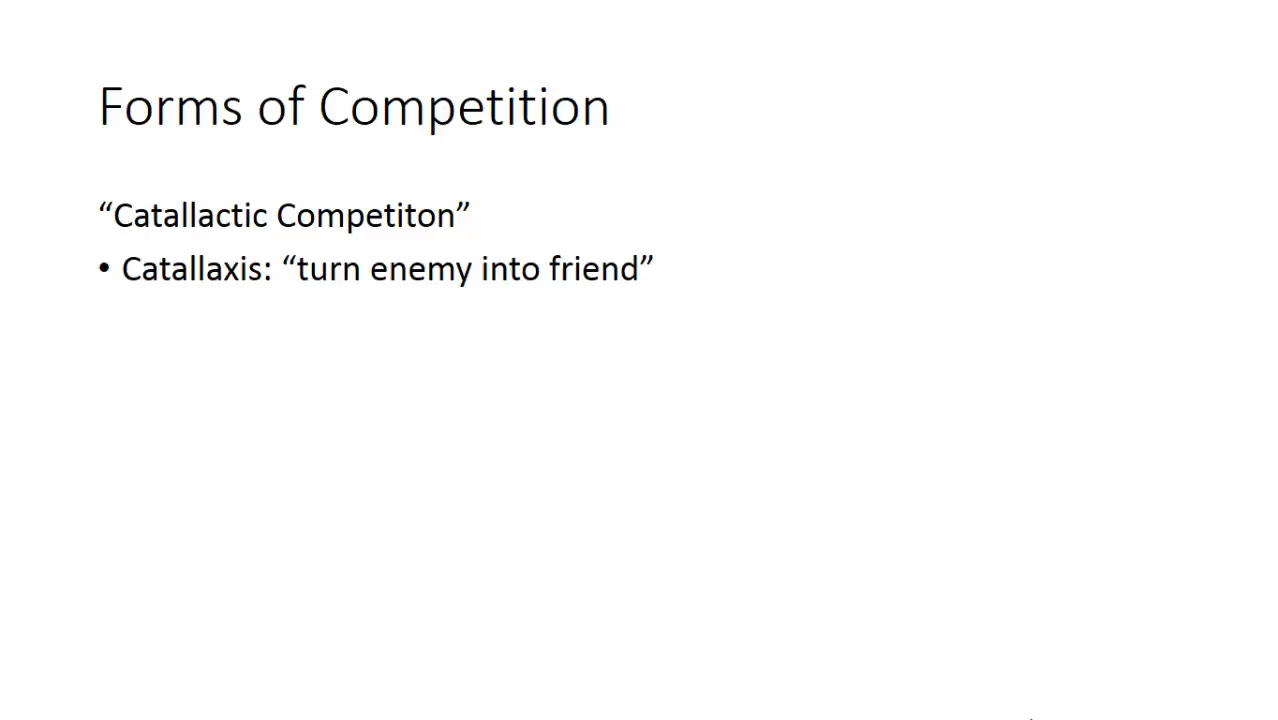 Forms of Competition
“Catallactic Competiton”
• Catallaxis: “turn enemy into friend”